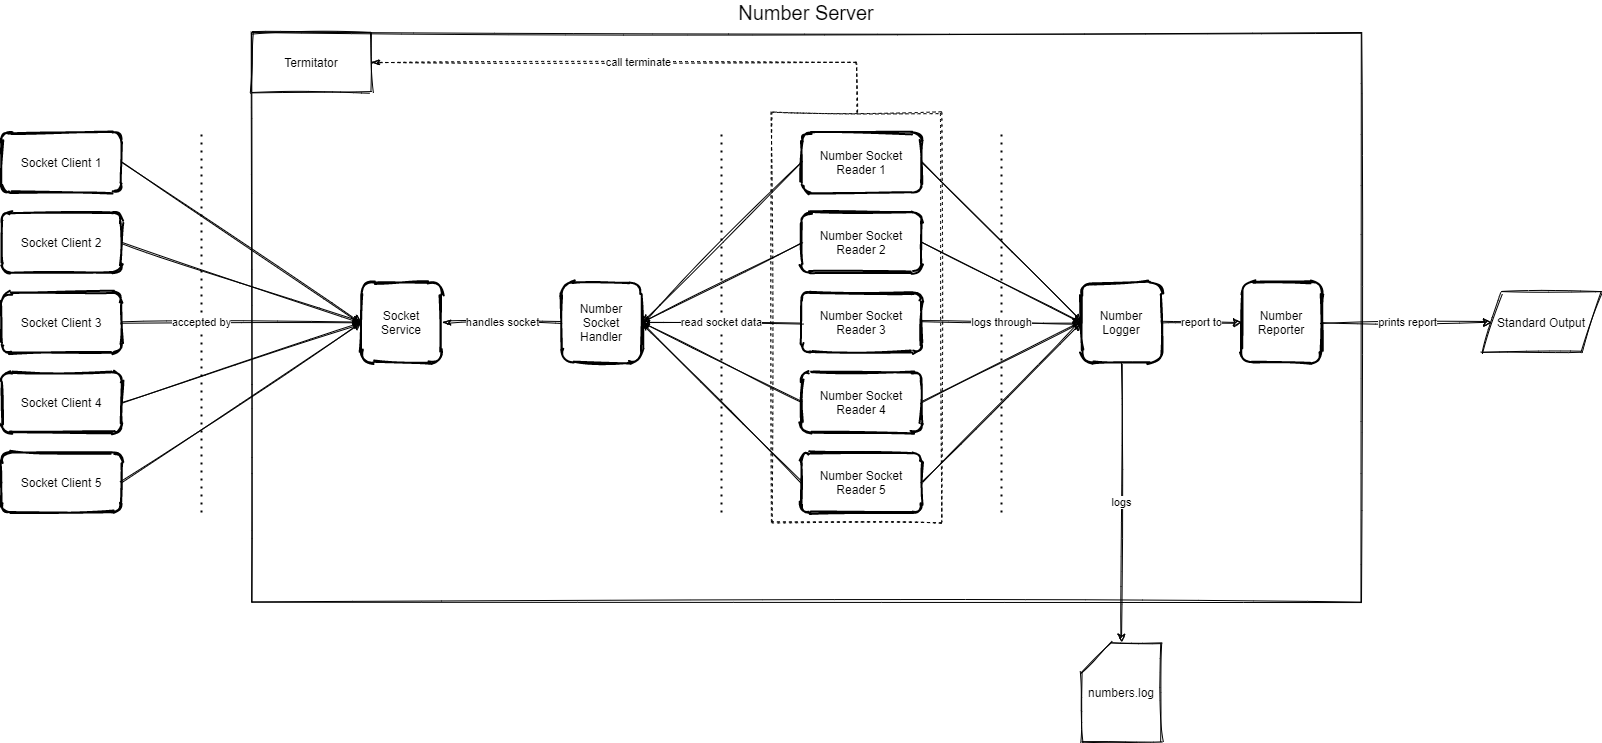 Number Server
Termitator
call terminate
Socket Client 1
Socket Client 2
Socket Client 3
Socket Client 4
Socket Client 5
accepted by
Socket
Service
handles socket
Number
Socket
Handler
read socket data
Number Socket
Reader 1
Number Socket
Reader 2
Number Socket
Reader 3
Number Socket
Reader 4
Number Socket
Reader 5
logs through
Number
Logger
report to
Number
Reporter
prints report
Standard Output
logs
numbers.log